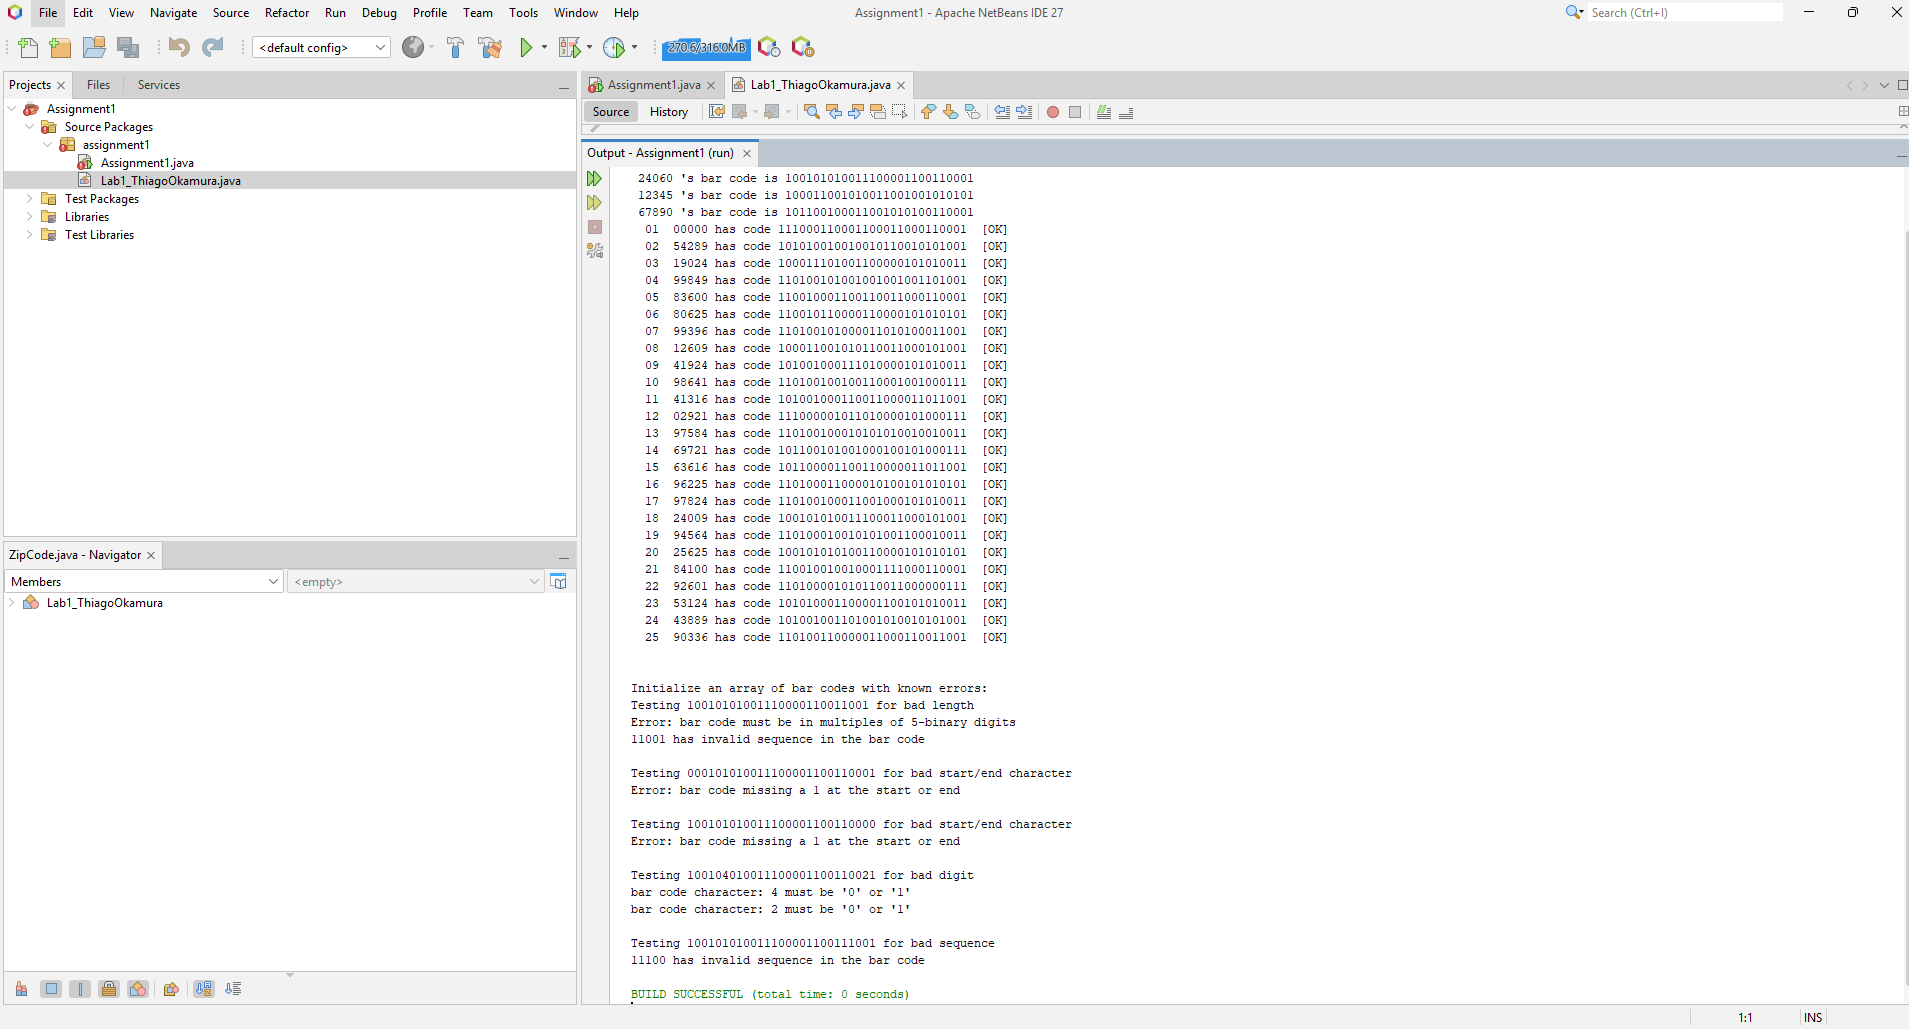 File Edit View Navigate Source Refactor Run Debug Profile Team Tools Window Help
Assignment1 - Apache NetBeans IDE 27
Search (Ctrl+I)
<default config>
270.6/316.0MB
Projects Files Services
Assignment1
Source Packages
assignment1
Assignment1.java
Lab1_ThiagoOkamura.java
Test Packages
Libraries
Test Libraries
ZipCode.java - Navigator
Members
<empty>
Lab1_ThiagoOkamura
Assignment1.java Lab1_ThiagoOkamura.java
Source History
Output - Assignment1 (run)
24060 's bar code is 100101010011100001100110001
12345 's bar code is 100011001010011001001010101
67890 's bar code is 101100100011001010100110001
01 00000 has code 111000110001100011000110001 [OK]
02 54289 has code 101010010010010110010101001 [OK]
03 19024 has code 100011101001100000101010011 [OK]
04 99849 has code 110100101001001001001101001 [OK]
05 83600 has code 110010001100110011000110001 [OK]
06 80625 has code 110010110000110000101010101 [OK]
07 99396 has code 110100101000011010100011001 [OK]
08 12609 has code 100011001010110011000101001 [OK]
09 41924 has code 101001000111010000101010011 [OK]
10 98641 has code 110100100100110001001000111 [OK]
11 41316 has code 101001000110011000011011001 [OK]
12 02921 has code 111000001011010000101000111 [OK]
13 97584 has code 110100100010101010010010011 [OK]
14 69721 has code 101100101001000100101000111 [OK]
15 63616 has code 101100001100110000011011001 [OK]
16 96225 has code 110100011000010100101010101 [OK]
17 97824 has code 110100100011001000101010011 [OK]
18 24009 has code 100101010011100011000101001 [OK]
19 94564 has code 110100010010101001100010011 [OK]
20 25625 has code 100101010100110000101010101 [OK]
21 84100 has code 110010010010001111000110001 [OK]
22 92601 has code 110100001010110011000000111 [OK]
23 53124 has code 101010001100001100101010011 [OK]
24 43889 has code 101001001101001010010101001 [OK]
25 90336 has code 110100110000011000110011001 [OK]
Initialize an array of bar codes with known errors:
Testing 10010101001110000110011001 for bad length
Error: bar code must be in multiples of 5-binary digits
11001 has invalid sequence in the bar code
Testing 000101010011100001100110001 for bad start/end character
Error: bar code missing a 1 at the start or end
Testing 100101010011100001100110000 for bad start/end character
Error: bar code missing a 1 at the start or end
Testing 100104010011100001100110021 for bad digit
bar code character: 4 must be '0' or '1'
bar code character: 2 must be '0' or '1'
Testing 100101010011100001100111001 for bad sequence
11100 has invalid sequence in the bar code
BUILD SUCCESSFUL (total time: 0 seconds)
1:1 INS